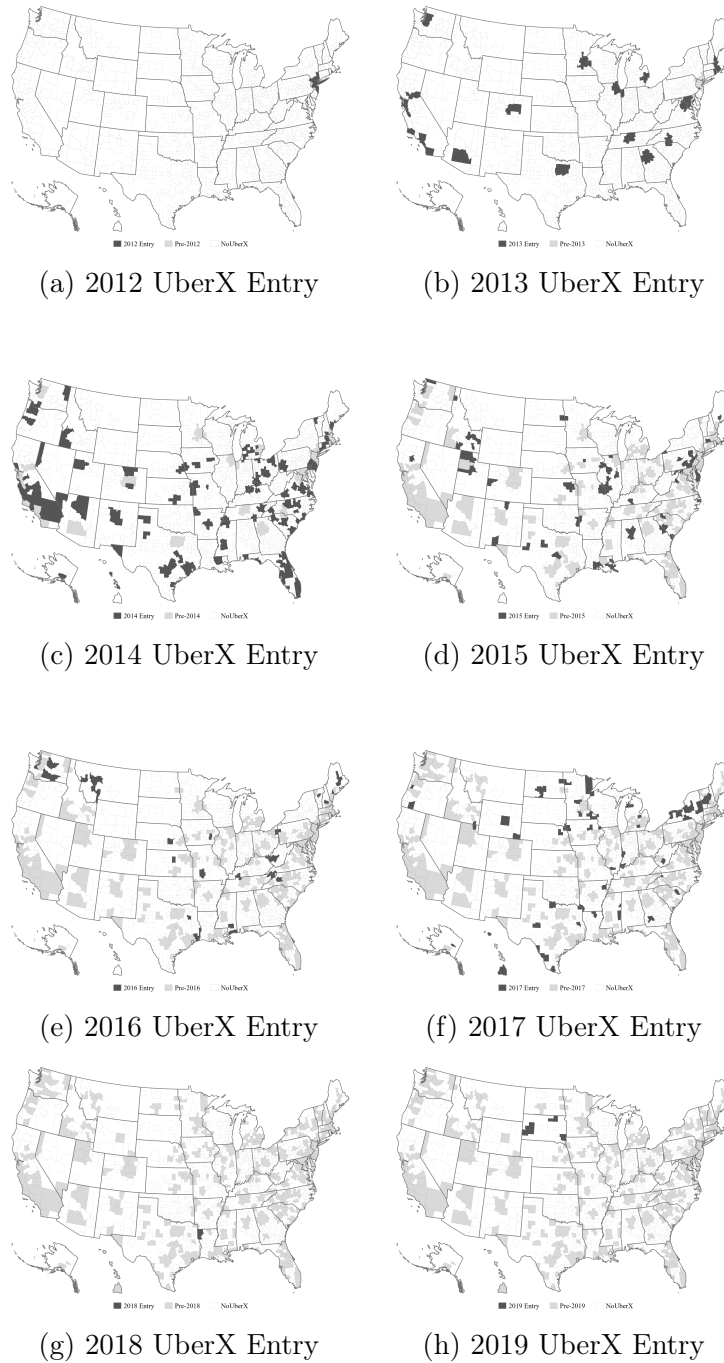 2012 Entry Pre-2012 NoUberX
2013 Entry Pre-2013 NoUberX
(a) 2012 UberX Entry
(b) 2013 UberX Entry
2014 Entry Pre-2014 NoUberX
2015 Entry Pre-2015 NoUberX
(c) 2014 UberX Entry
(d) 2015 UberX Entry
2016 Entry Pre-2016 NoUberX
2017 Entry Pre-2017 NoUberX
(e) 2016 UberX Entry
(f) 2017 UberX Entry
2018 Entry Pre-2018 NoUberX
2019 Entry Pre-2019 NoUberX
(g) 2018 UberX Entry
(h) 2019 UberX Entry